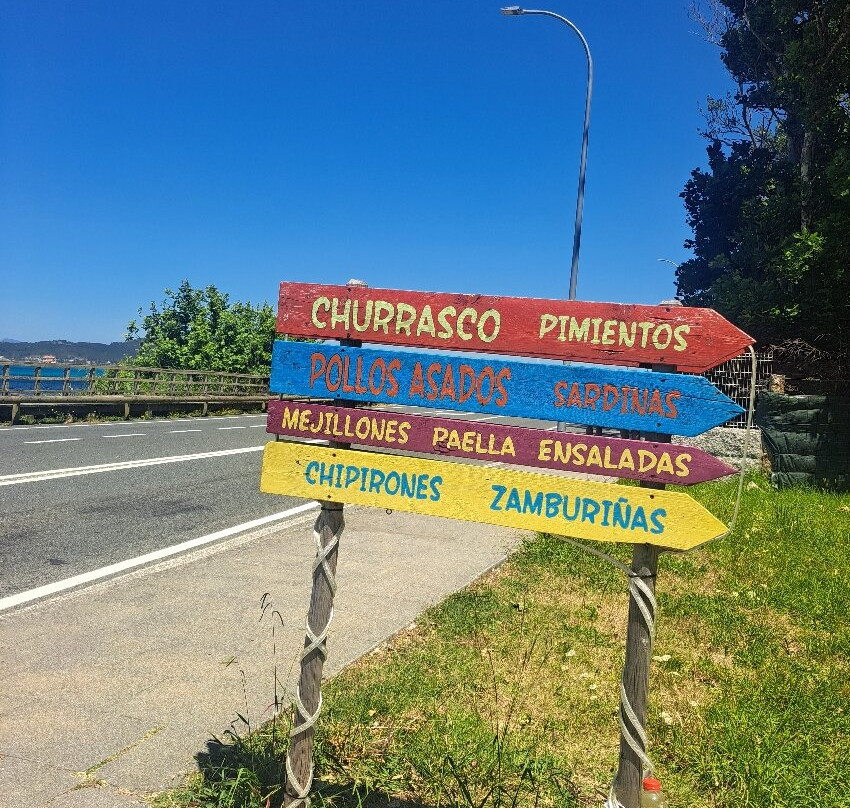 CHURRASCO PIMIENTOS
POLLOS ASADOS SARDINAS
MEJILLONES PAELLA ENSALADAS
CHIPIRONES ZAMBURIÑAS